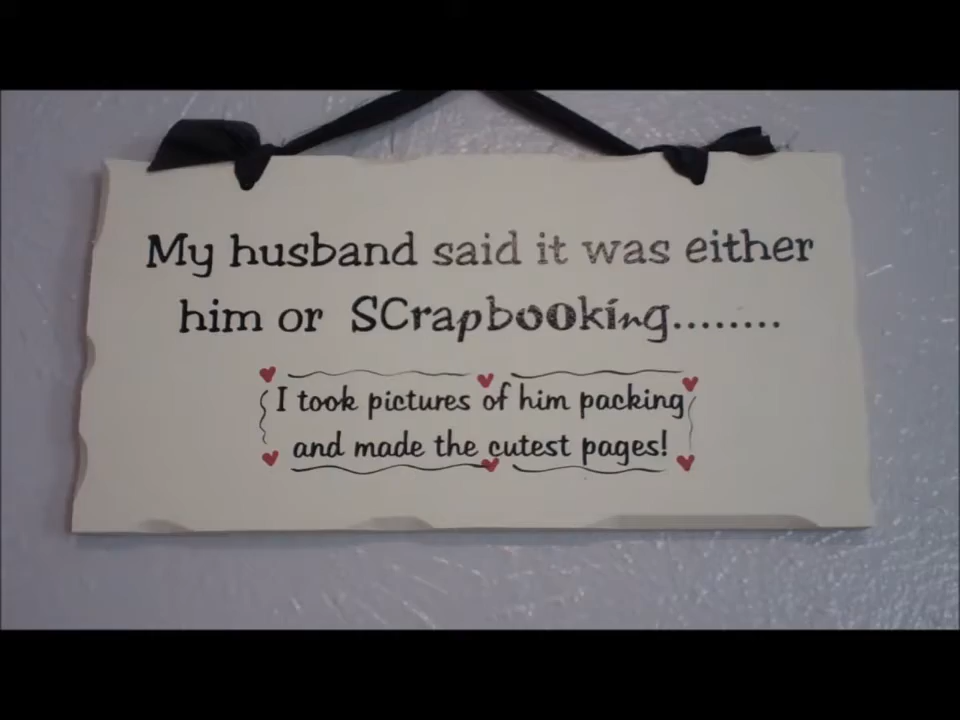 My husband said it was either
him or SCrapbOOking........
I took pictures of him packing
and made the cutest pages!